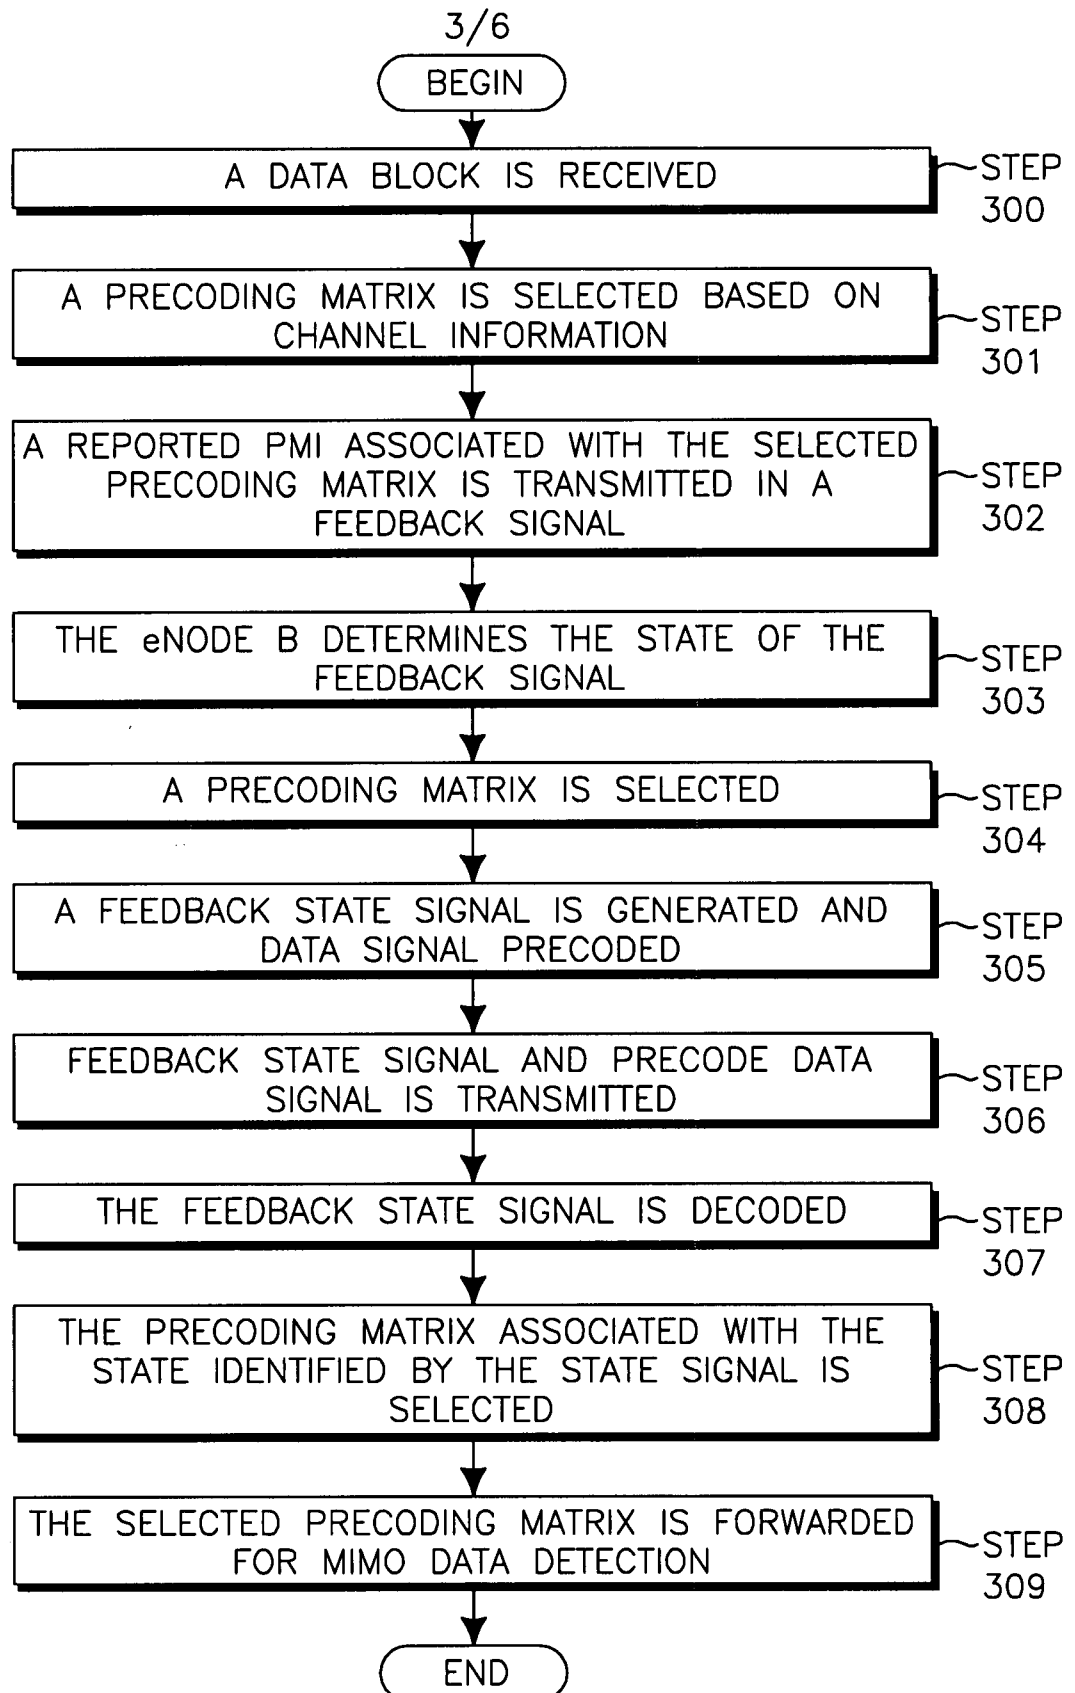 3/6
BEGIN
A DATA BLOCK IS RECEIVED
STEP
300
A PRECODING MATRIX IS SELECTED BASED ON
CHANNEL INFORMATION
STEP
301
A REPORTED PMI ASSOCIATED WITH THE SELECTED
PRECODING MATRIX IS TRANSMITTED IN A
FEEDBACK SIGNAL
STEP
302
THE eNODE B DETERMINES THE STATE OF THE
FEEDBACK SIGNAL
STEP
303
A PRECODING MATRIX IS SELECTED
STEP
304
A FEEDBACK STATE SIGNAL IS GENERATED AND
DATA SIGNAL PRECODED
STEP
305
FEEDBACK STATE SIGNAL AND PRECODE DATA
SIGNAL IS TRANSMITTED
STEP
306
THE FEEDBACK STATE SIGNAL IS DECODED
STEP
307
THE PRECODING MATRIX ASSOCIATED WITH THE
STATE IDENTIFIED BY THE STATE SIGNAL IS
SELECTED
STEP
308
THE SELECTED PRECODING MATRIX IS FORWARDED
FOR MIMO DATA DETECTION
STEP
309
END